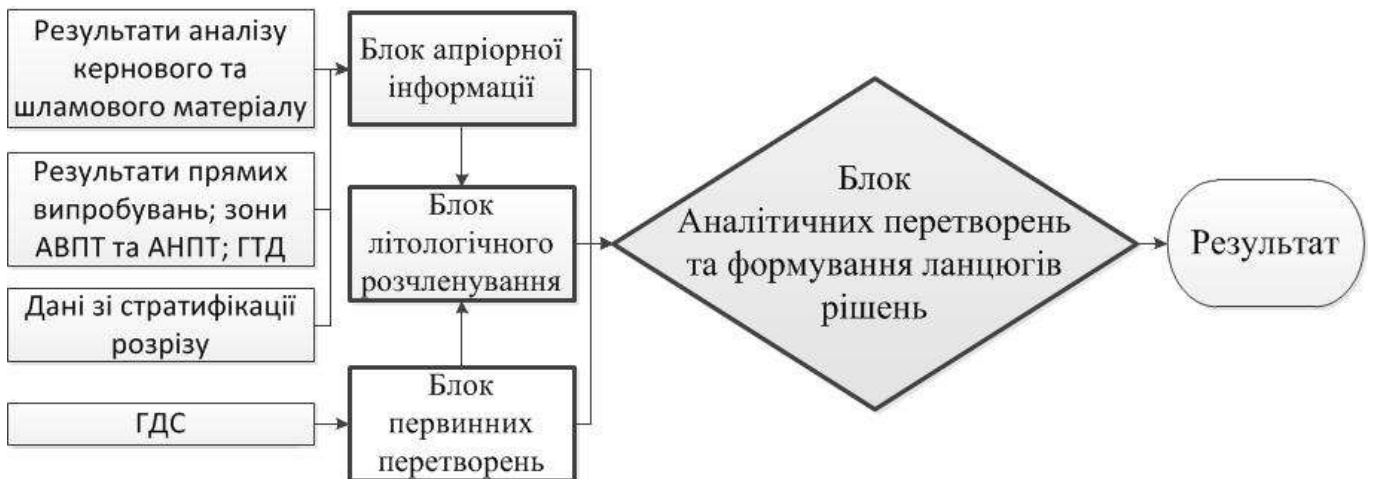 Результати аналізу
кернового та
шламового матеріалу
Результати прямих
випробувань; зони
АВПТ та АНПТ; ГТД
Дані зі стратифікації
розрізу
ГДС
Блок апріорної
інформації
Блок
літологічного
розчленування
Блок
первинних
перетворень
Блок
Аналітичних перетворень
та формування ланцюгів
рішень
Результат